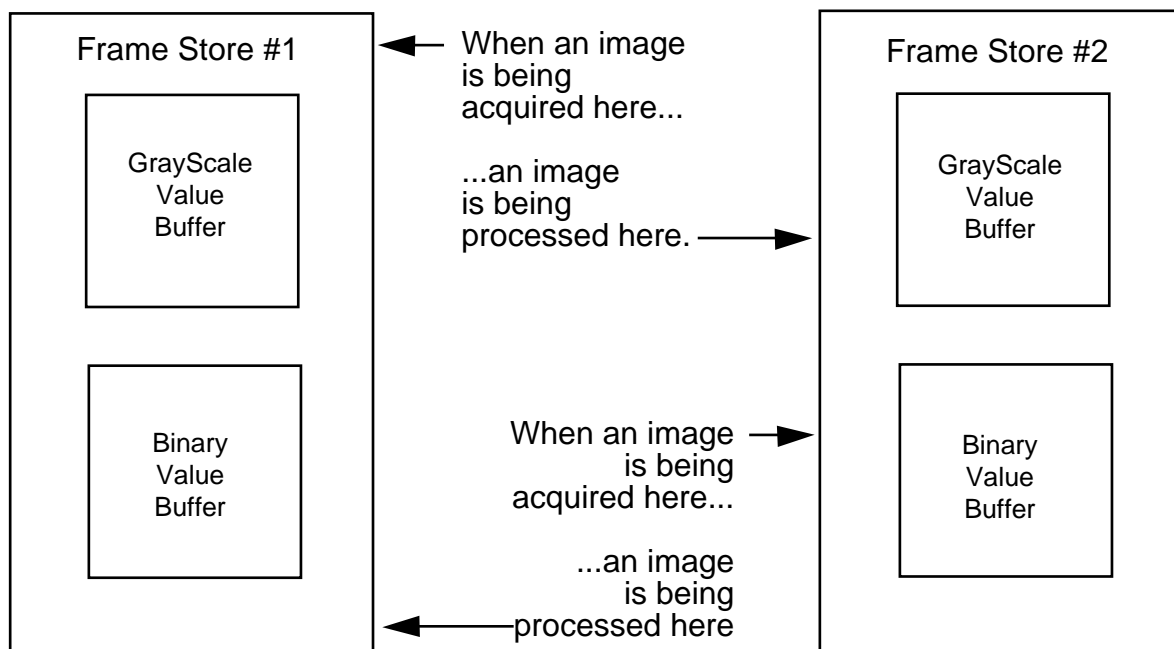 Frame Store #1
GrayScale
Value
Buffer
Binary
Value
Buffer
When an image
is being
acquired here...
...an image
is being
processed here.
When an image
is being
acquired here...
...an image
is being
processed here
Frame Store #2
GrayScale
Value
Buffer
Binary
Value
Buffer